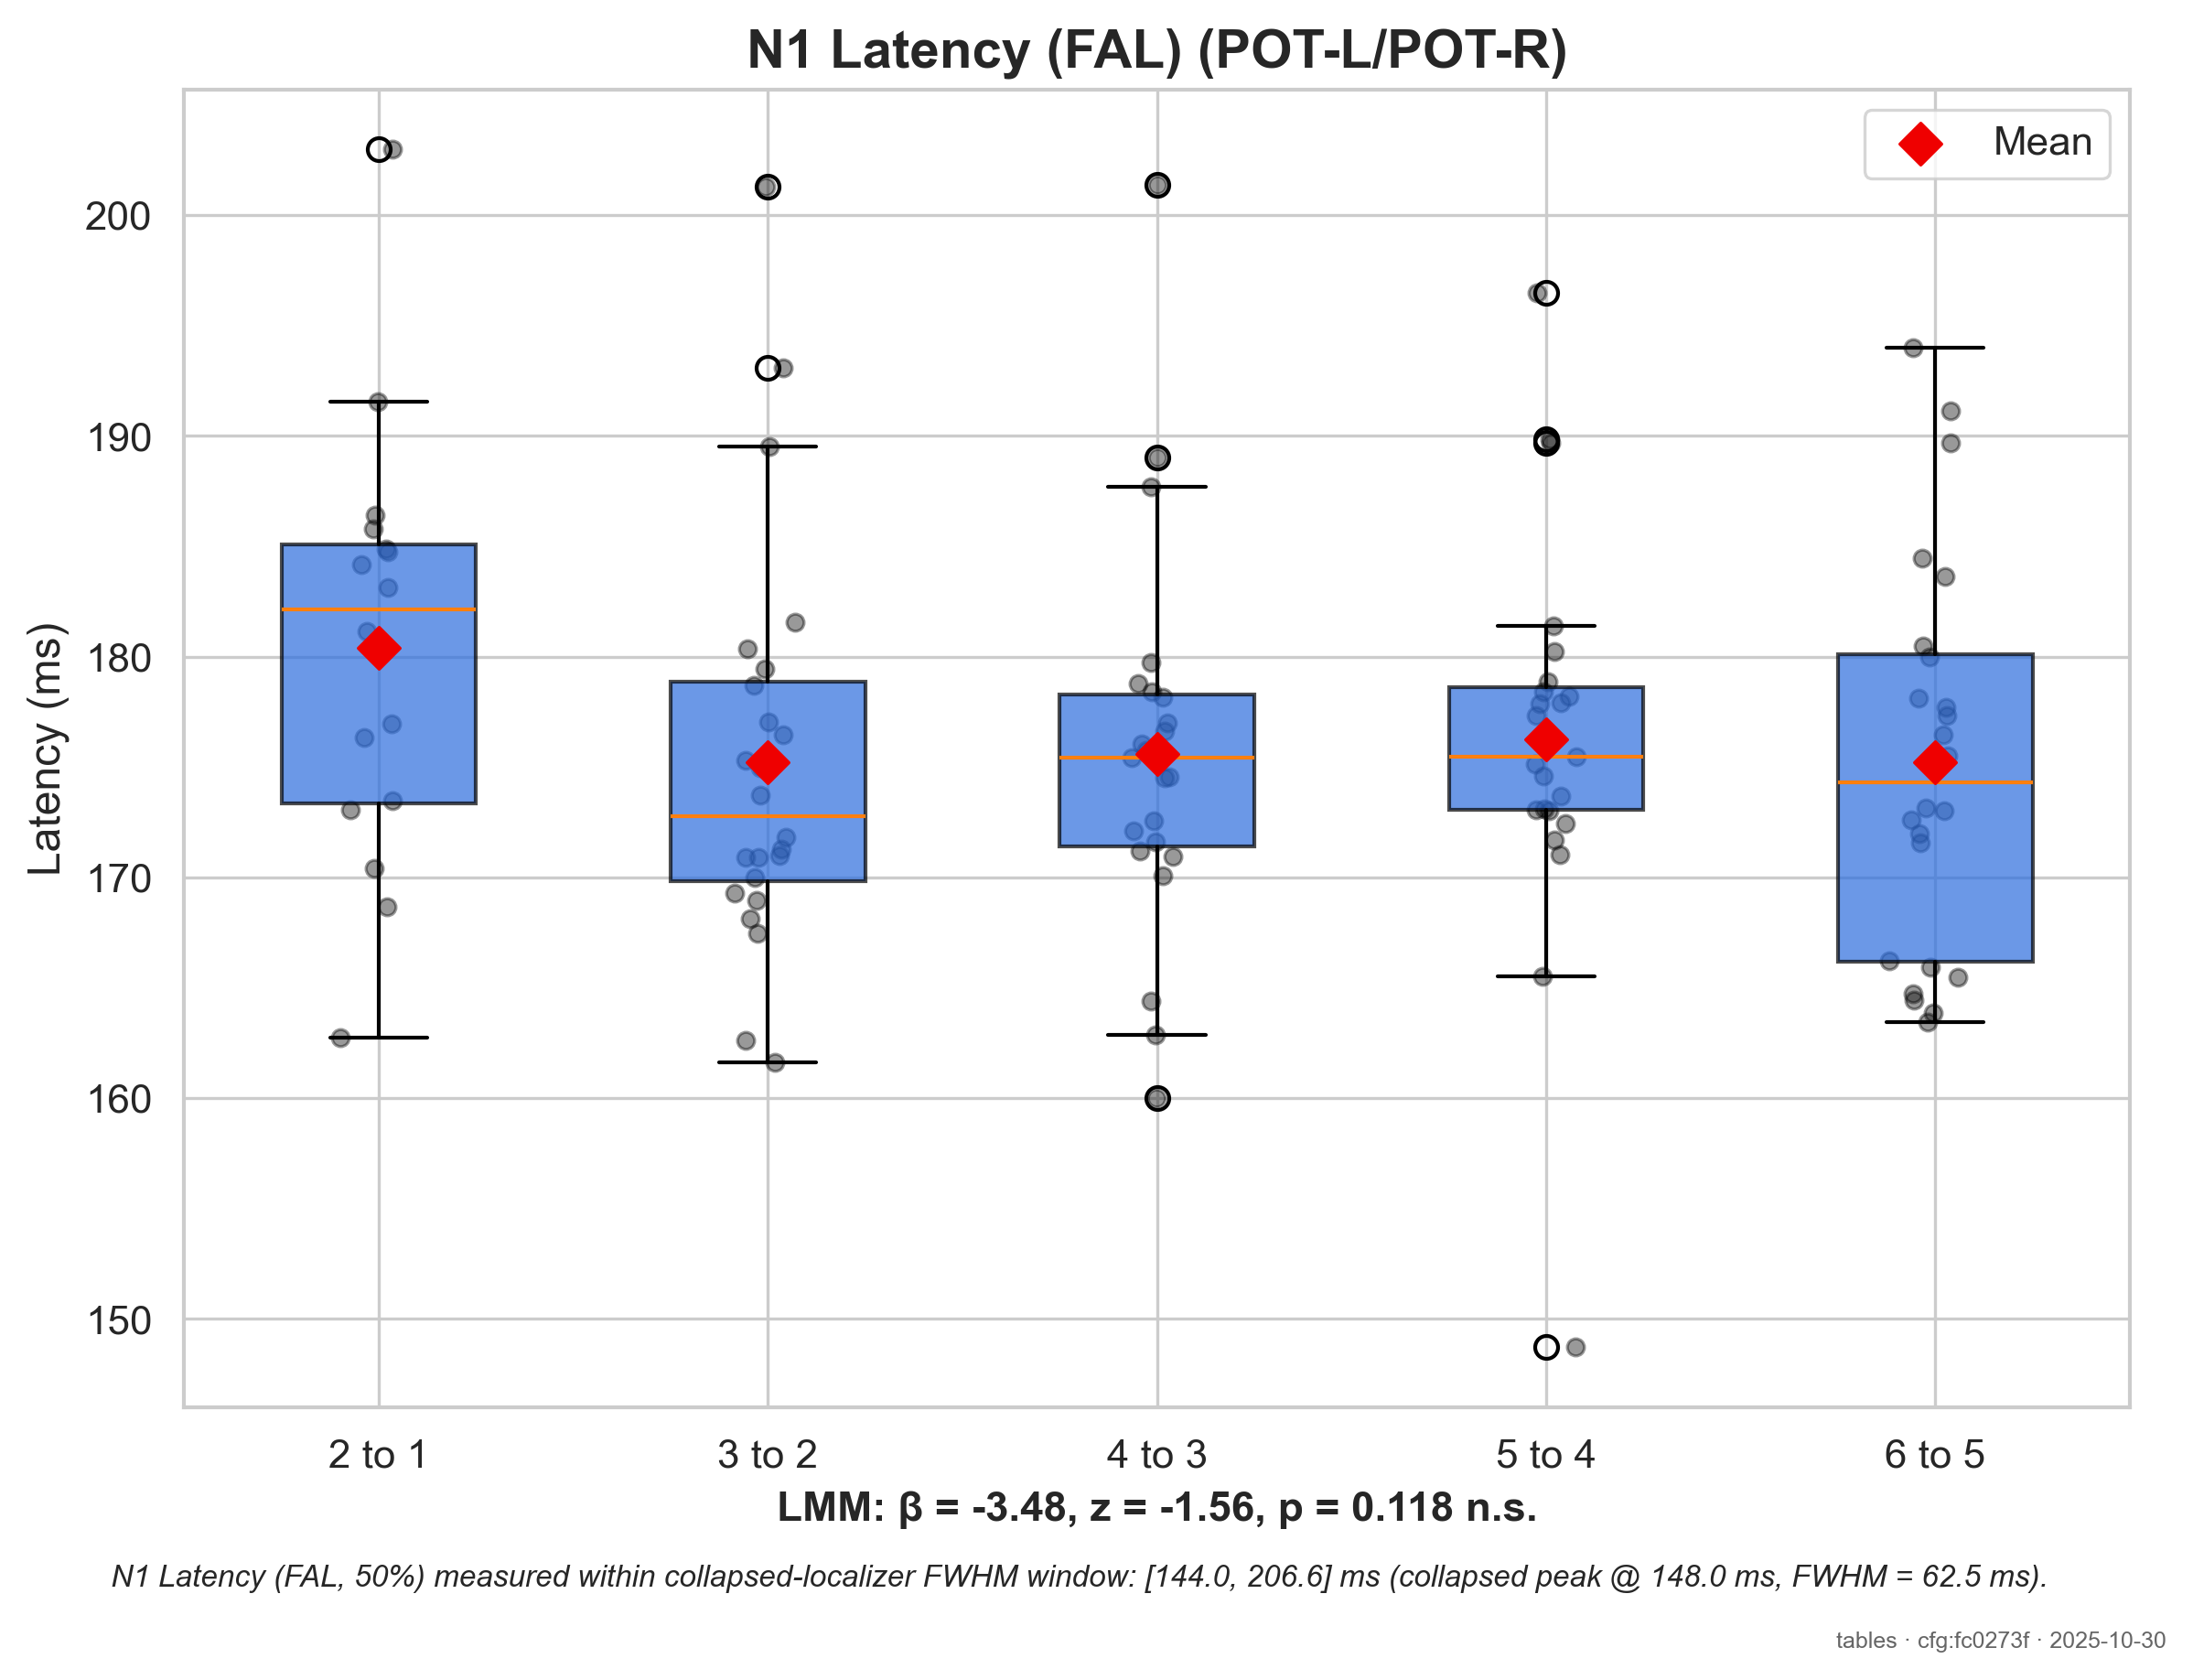 N1 Latency (FAL) (POT-L/POT-R)
Mean
Latency (ms)
200
190
180
170
160
150
2 to 1
3 to 2
4 to 3
5 to 4
6 to 5
LMM: β = -3.48, z = -1.56, p = 0.118 n.s.
N1 Latency (FAL, 50%) measured within collapsed-localizer FWHM window: [144.0, 206.6] ms (collapsed peak @ 148.0 ms, FWHM = 62.5 ms).
tables · cfg:fc0273f · 2025-10-30